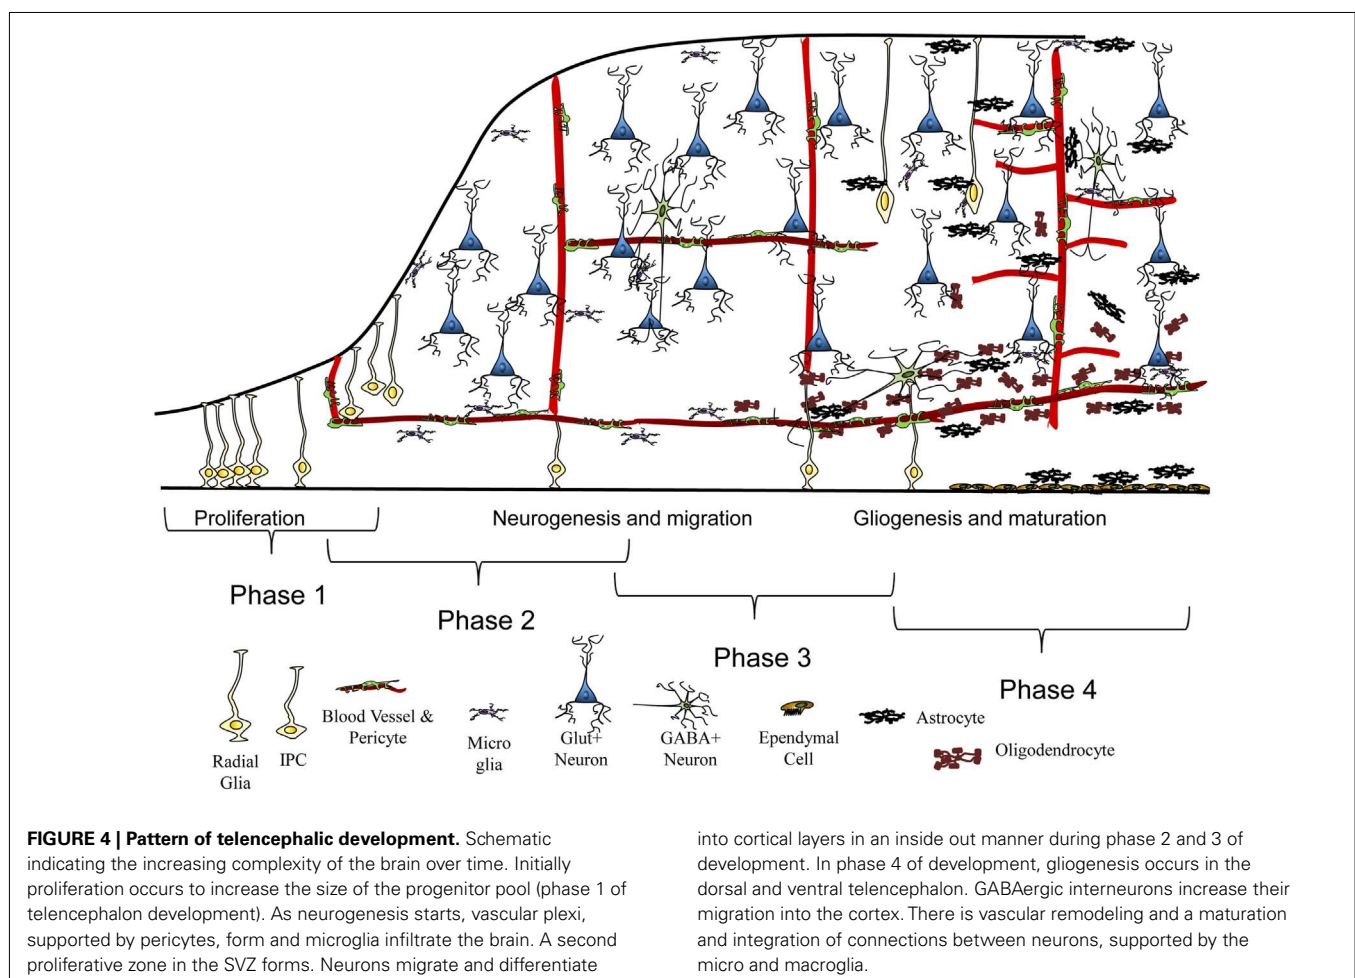 Proliferation
Neurogenesis and migration
Gliogenesis and maturation
Phase 1
Phase 2
Phase 3
Phase 4
Radial
Glia
IPC
Blood Vessel &
Pericyte
Micro
glia
Glut+
Neuron
GABA+
Neuron
Ependymal
Cell
Astrocyte
Oligodendrocyte
FIGURE 4 | Pattern of telencephalic development. Schematic
indicating the increasing complexity of the brain over time. Initially
proliferation occurs to increase the size of the progenitor pool (phase 1 of
telencephalon development). As neurogenesis starts, vascular plexi,
supported by pericytes, form and microglia infiltrate the brain. A second
proliferative zone in the SVZ forms. Neurons migrate and differentiate
into cortical layers in an inside out manner during phase 2 and 3 of
development. In phase 4 of development, gliogenesis occurs in the
dorsal and ventral telencephalon. GABAergic interneurons increase their
migration into the cortex. There is vascular remodeling and a maturation
and integration of connections between neurons, supported by the
micro and macroglia.